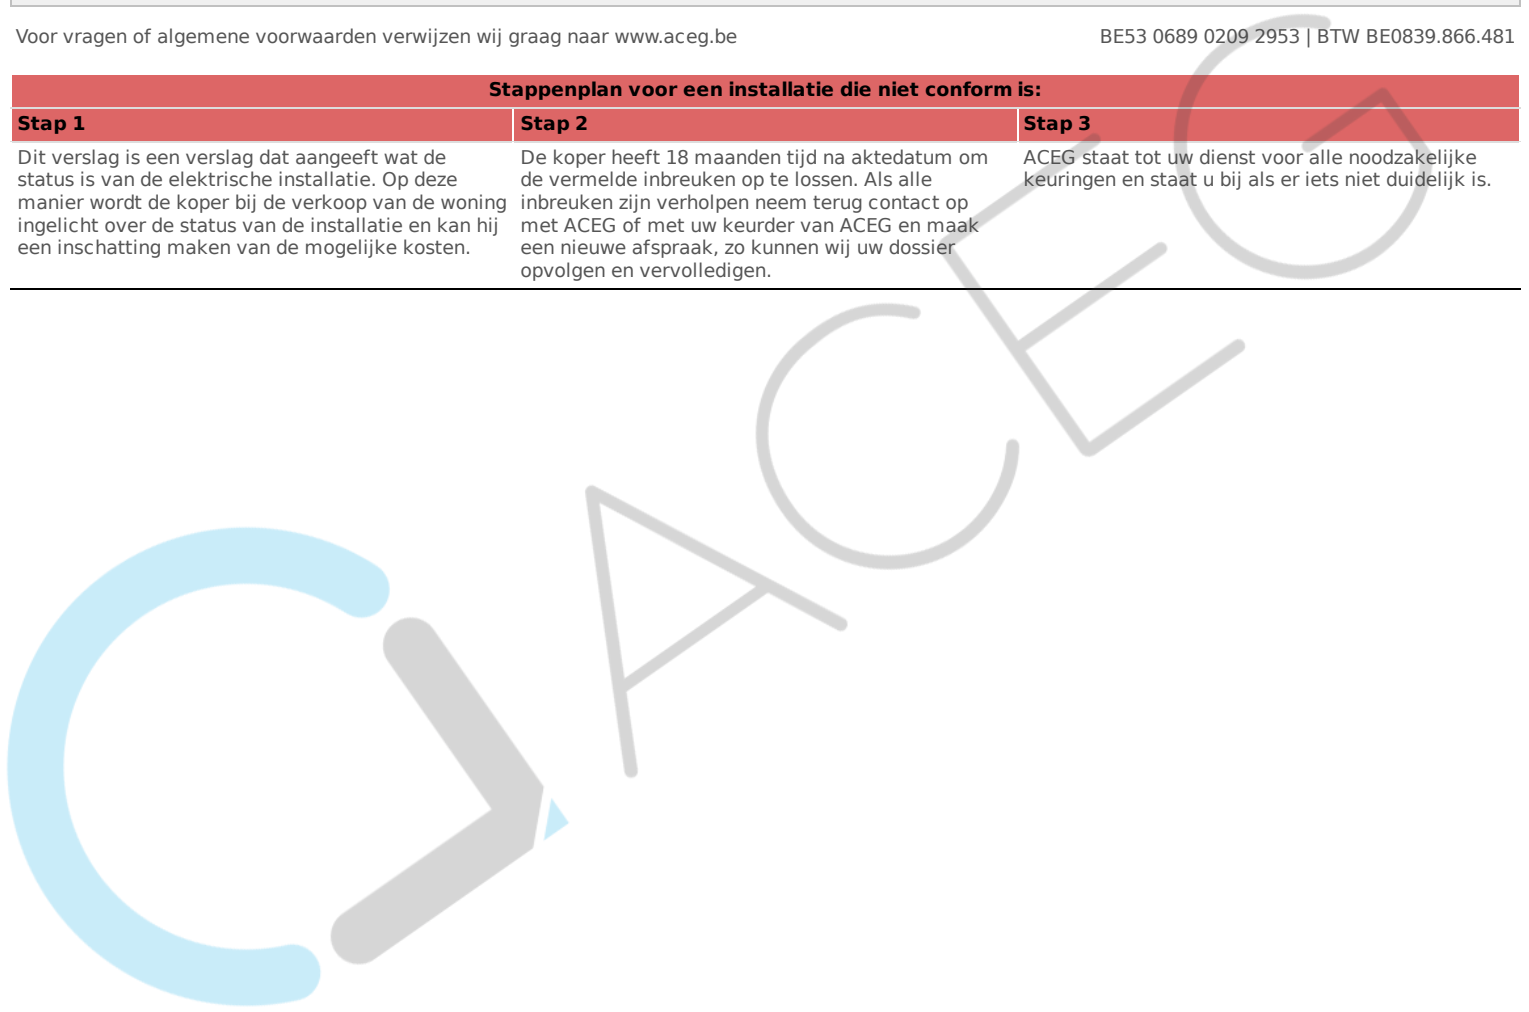 Voor vragen of algemene voorwaarden verwijzen wij graag naar www.aceg.be
BE53 0689 0209 2953 | BTW BE0839.866.481
Stappenplan voor een installatie die niet conform is:
Stap 1
Dit verslag is een verslag dat aangeeft wat de
status is van de elektrische installatie. Op deze
manier wordt de koper bij de verkoop van de woning
ingelicht over de status van de installatie en kan hij
een inschatting maken van de mogelijke kosten.
Stap 2
De koper heeft 18 maanden tijd na aktedatum om
de vermelde inbreuken op te lossen. Als alle
inbreuken zijn verholpen neem terug contact op
met ACEG of met uw keurder van ACEG en maak
een nieuwe afspraak, zo kunnen wij uw dossier
opvolgen en vervolledigen.
Stap 3
ACEG staat tot uw dienst voor alle noodzakelijke
keuringen en staat u bij als er iets niet duidelijk is.
ACEG